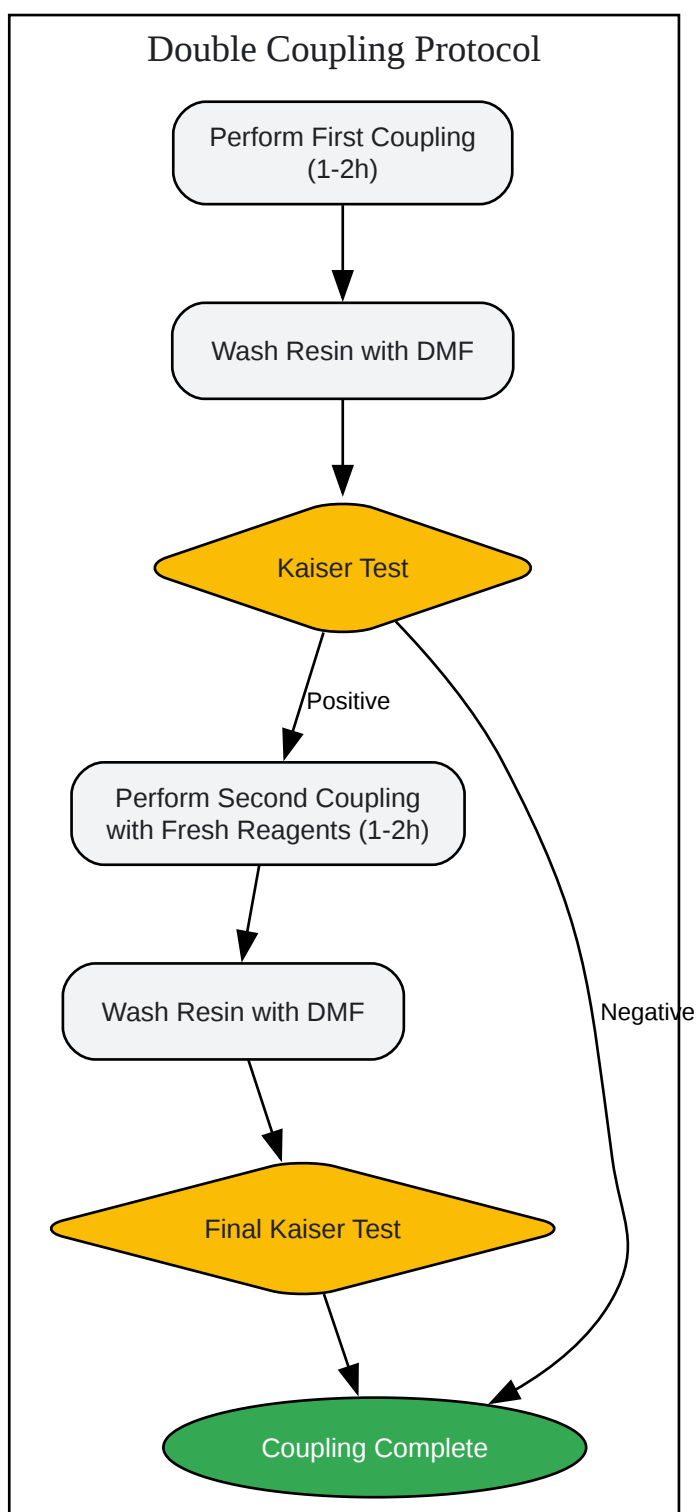 Double Coupling Protocol
Perform First Coupling
(1-2h)
Wash Resin with DMF
Kaiser Test
Positive
Perform Second Coupling
with Fresh Reagents (1-2h)
Wash Resin with DMF
Negative
Final Kaiser Test
Coupling Complete